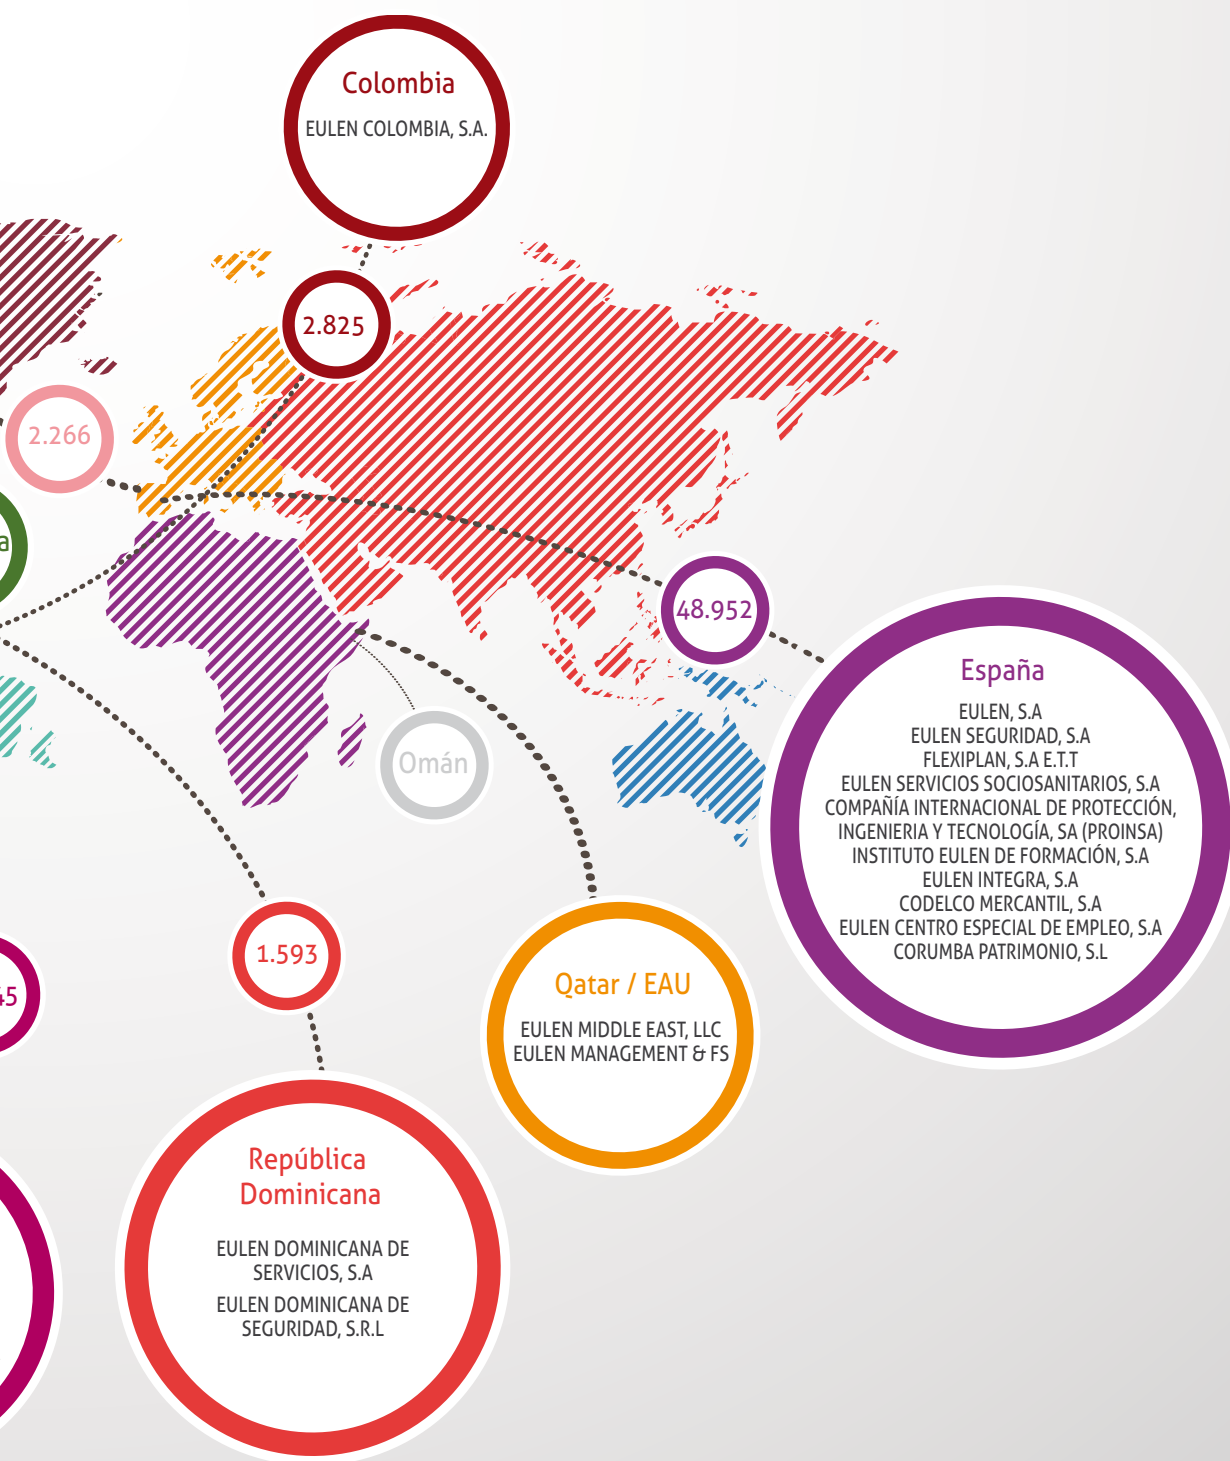 Colombia
EULEN COLOMBIA, S.A.
2.825
2.266
a
48.952
España
EULEN, S.A
EULEN SEGURIDAD, S.A
FLEXIPLAN, S.A E.T.T
EULEN SERVICIOS SOCIOSANITARIOS, S.A
COMPAÑÍA INTERNACIONAL DE PROTECCIÓN,
INGENIERIA Y TECNOLOGÍA, SA (PROINSA)
INSTITUTO EULEN DE FORMACIÓN, S.A
EULEN INTEGRA, S.A
CODELCO MERCANTIL, S.A
EULEN CENTRO ESPECIAL DE EMPLEO, S.A
CORUMBA PATRIMONIO, S.L
Omán
1.593
45
Qatar / EAU
EULEN MIDDLE EAST, LLC
EULEN MANAGEMENT & FS
República
Dominicana
EULEN DOMINICANA DE
SERVICIOS, S.A
EULEN DOMINICANA DE
SEGURIDAD, S.R.L